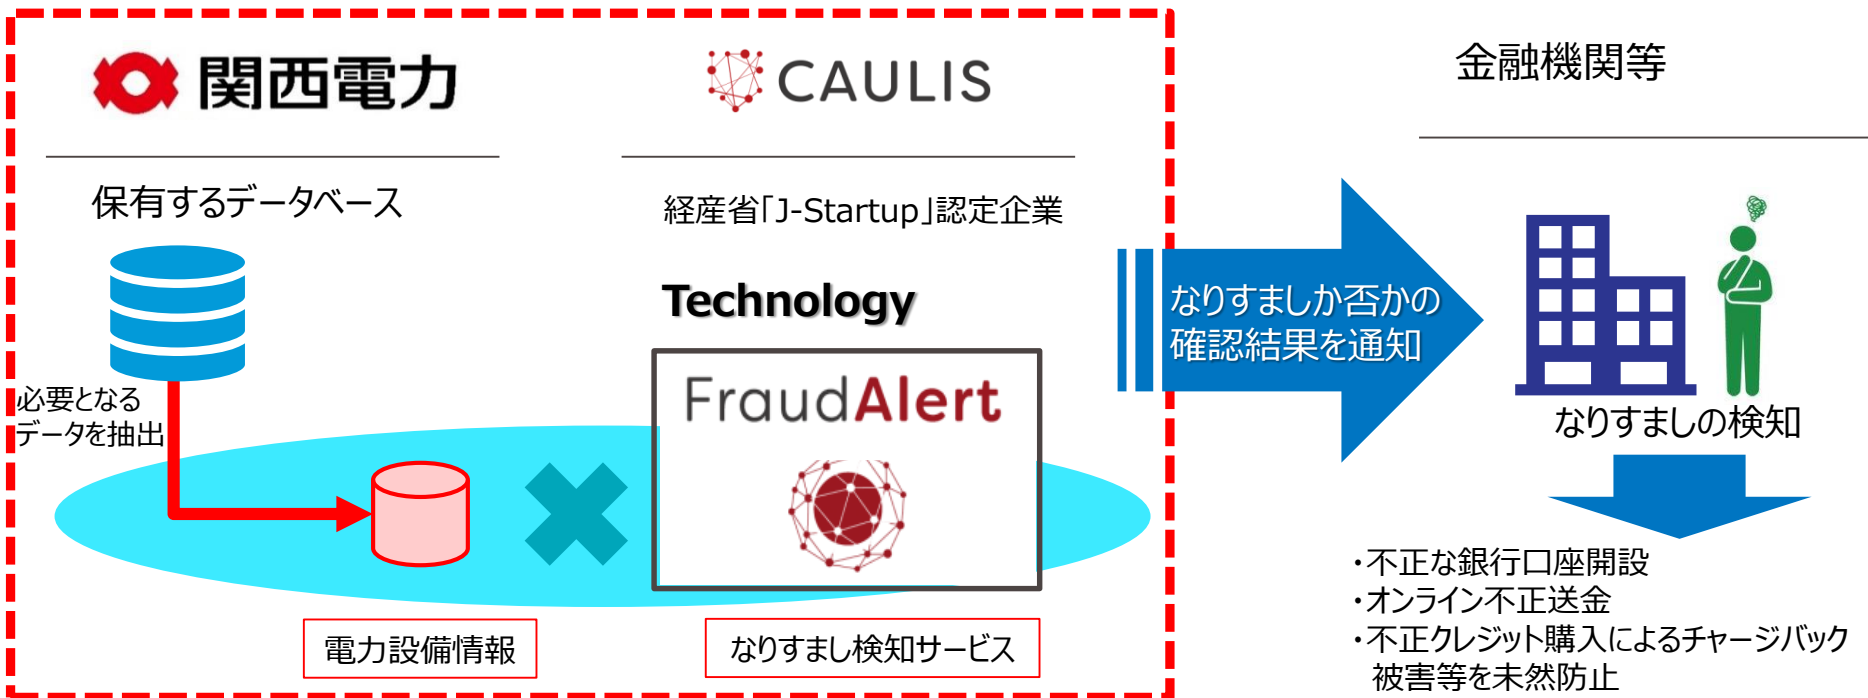 関西電力
保有するデータベース
必要となる
データを抽出
電力設備情報
CAULIS
経産省「J-Startup」認定企業
Technology
FraudAlert
なりすまし検知サービス
なりすましか否かの
確認結果を通知
金融機関等
なりすましの検知
・不正な銀行口座開設
・オンライン不正送金
・不正クレジット購入によるチャージバック
被害等を未然防止